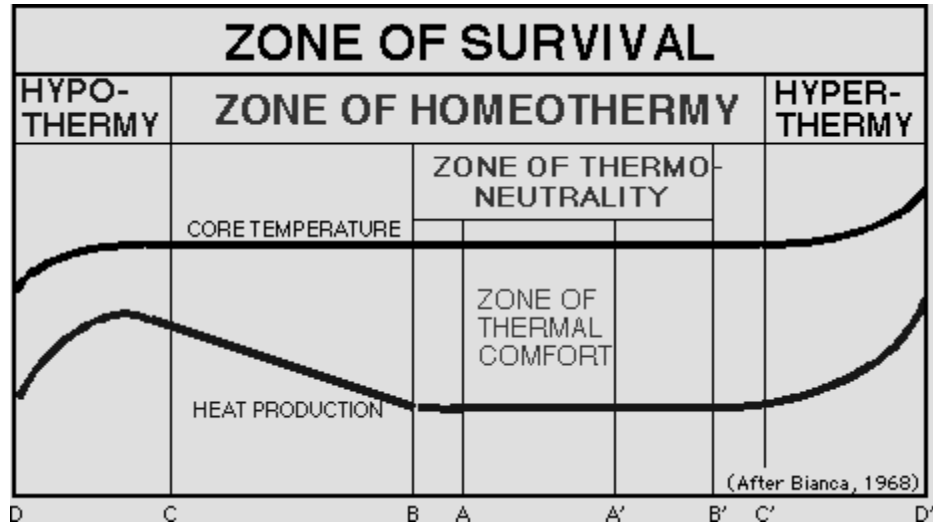 ZONE OF SURVIVAL
HYPO-
THERMY
ZONE OF HOMEOTHERMY
HYPER-
THERMY
ZONE OF THERMO-
NEUTRALITY
CORE TEMPERATURE
ZONE OF
THERMAL
COMFORT
HEAT PRODUCTION
(After Bianca, 1968)
D C B A A' B' C' D'